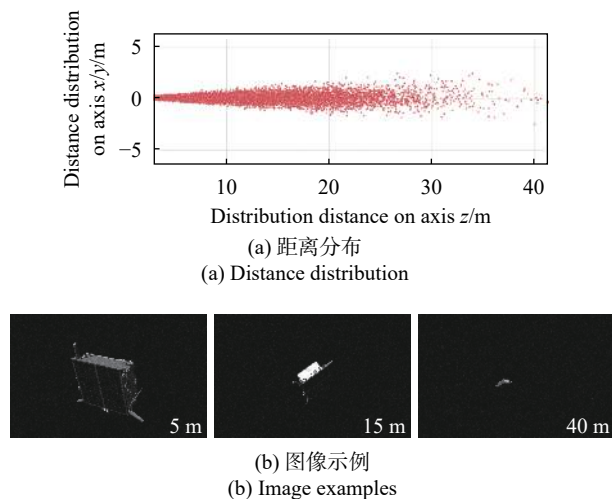 5
0
−5
Distance distribution
on axis x/y/m
10 20 30 40
Distribution distance on axis z/m
(a) 距离分布
(a) Distance distribution
5 m 15 m 40 m
(b) 图像示例
(b) Image examples